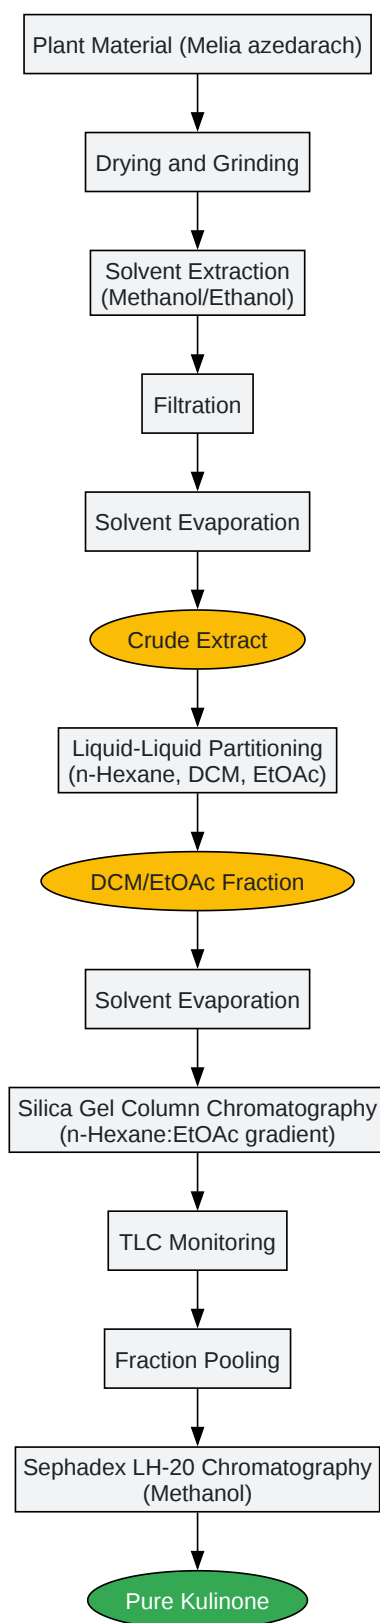 Plant Material (Melia azedarach)
Drying and Grinding
Solvent Extraction
(Methanol/Ethanol)
Filtration
Solvent Evaporation
Crude Extract
Liquid-Liquid Partitioning
(n-Hexane, DCM, EtOAc)
DCM/EtOAc Fraction
Solvent Evaporation
Silica Gel Column Chromatography
(n-Hexane:EtOAc gradient)
TLC Monitoring
Fraction Pooling
Sephadex LH-20 Chromatography
(Methanol)
Pure Kulinone